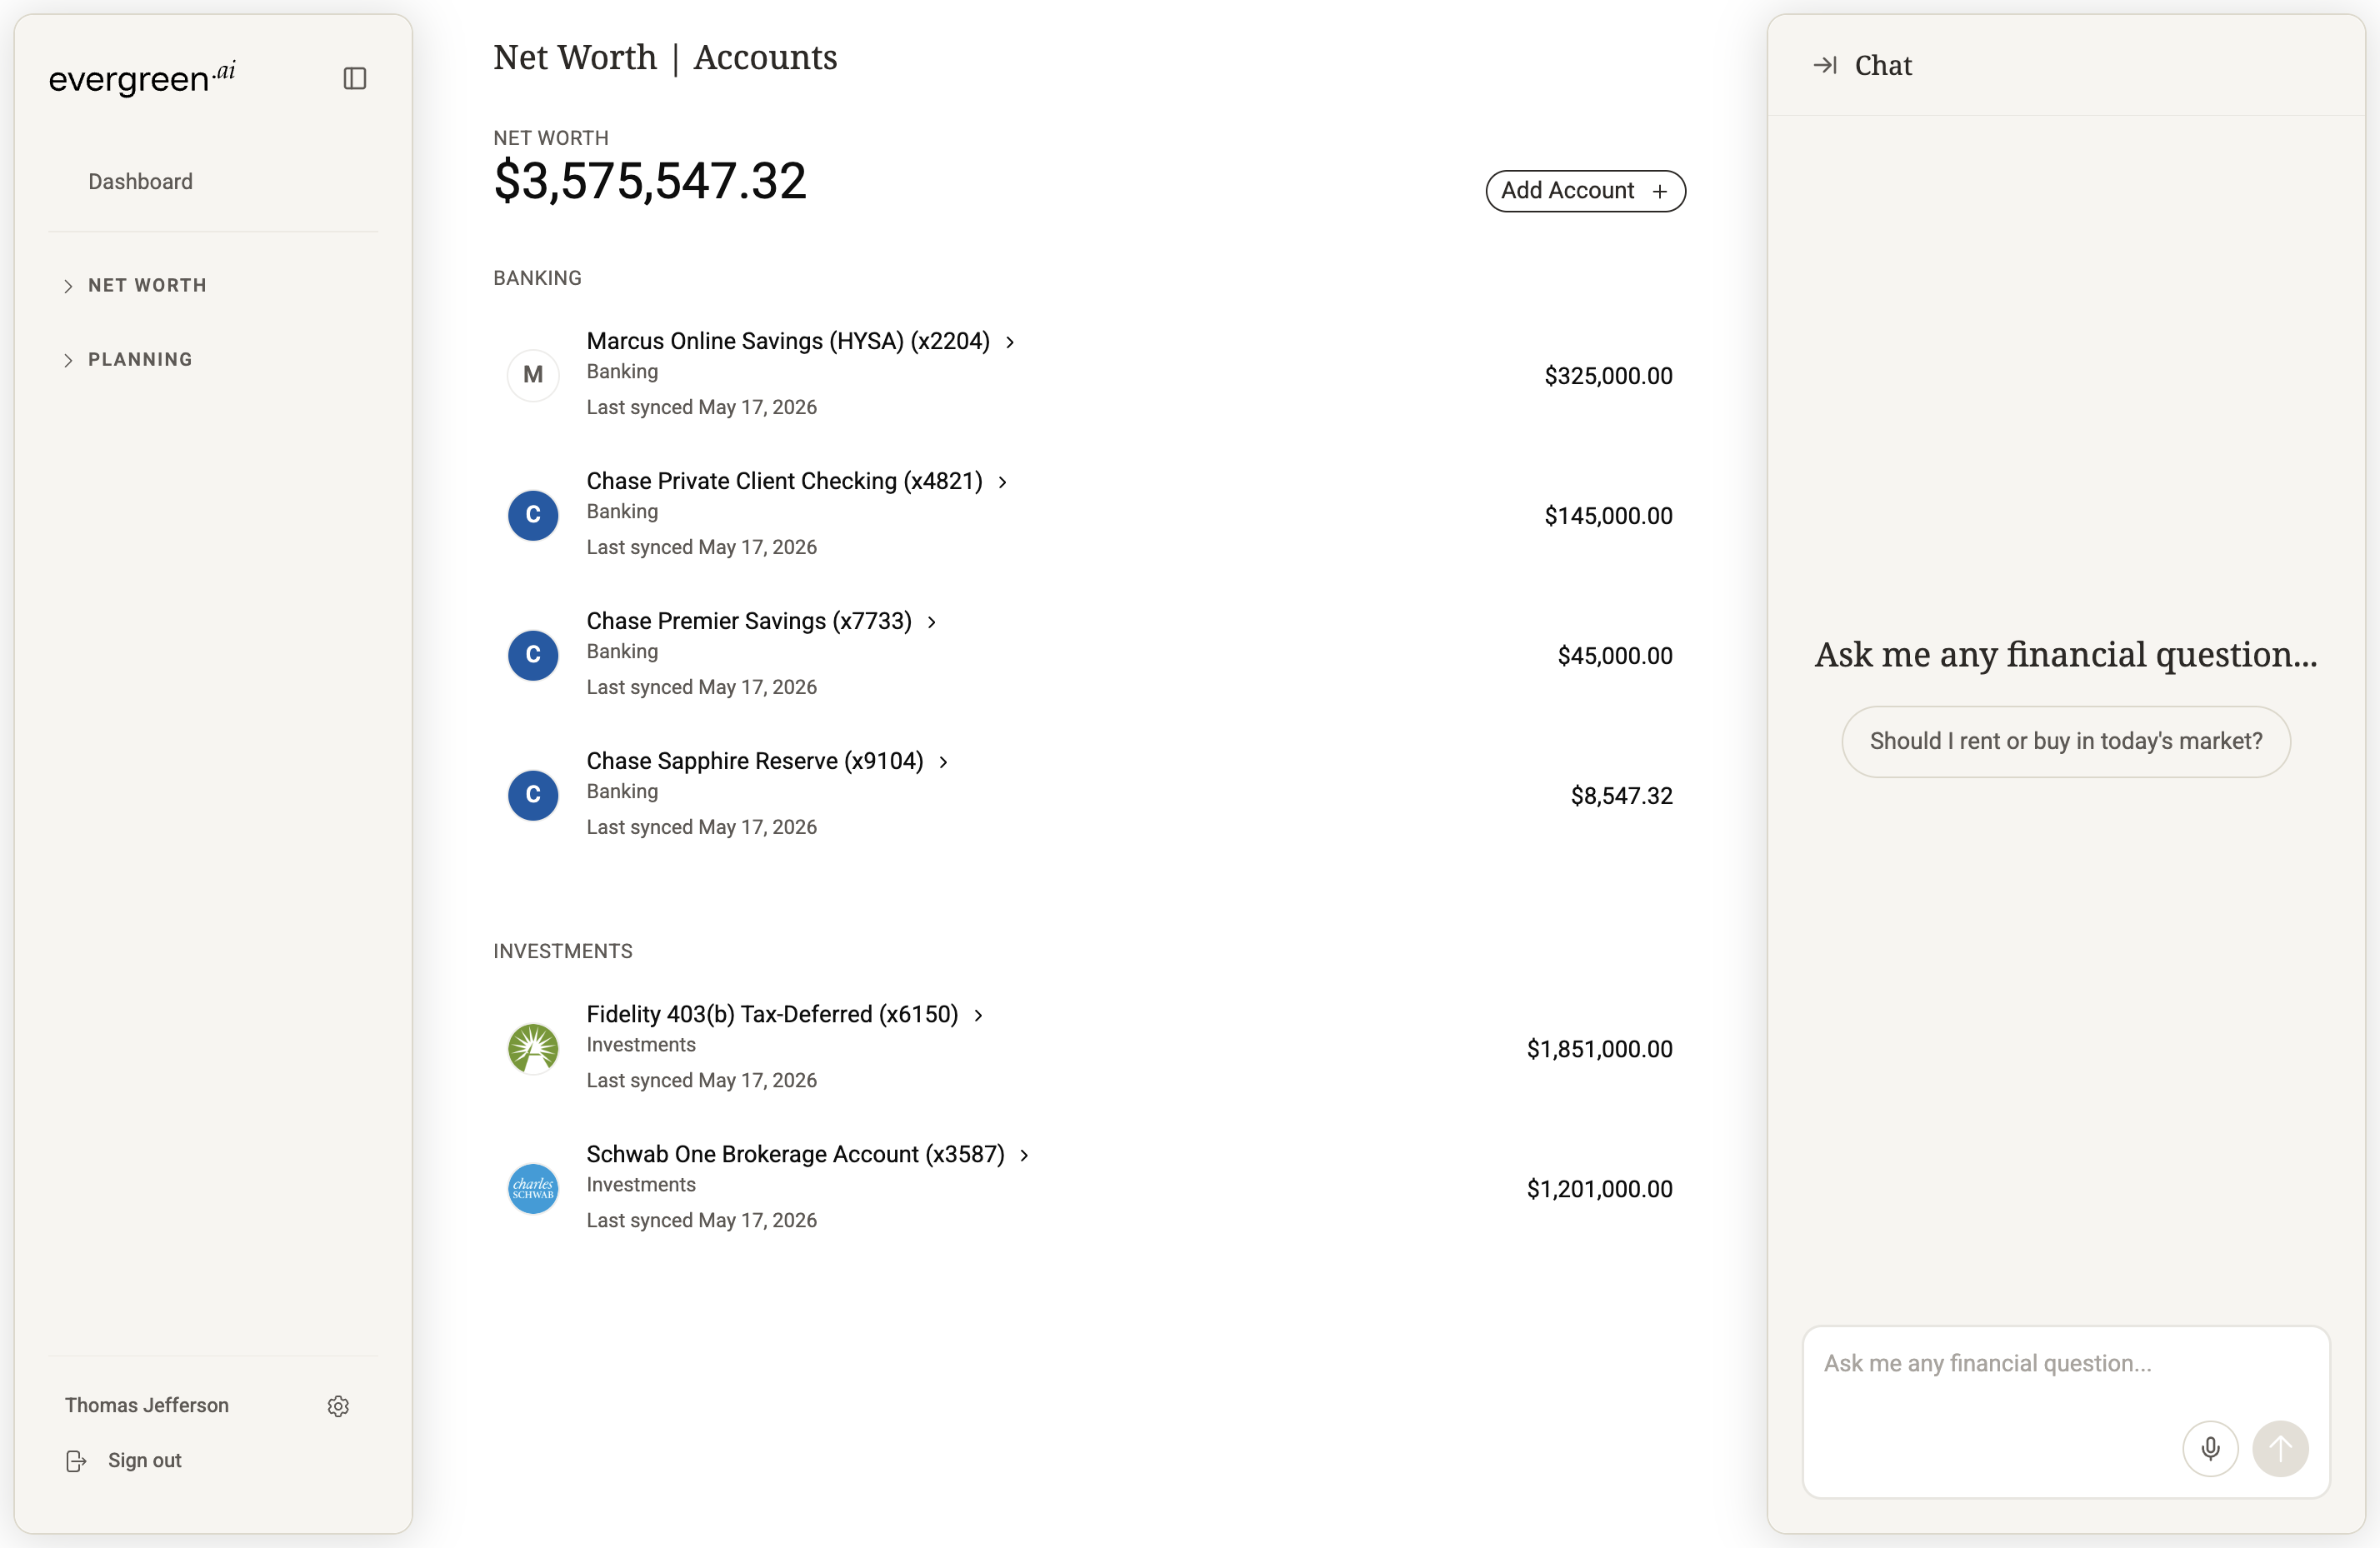 evergreen.ai
Dashboard
NET WORTH
PLANNING
Thomas Jefferson
Sign out
Net Worth | Accounts
NET WORTH
$3,575,547.32
Add Account +
BANKING
M
Marcus Online Savings (HYSA) (x2204)
Banking
Last synced May 17, 2026
$325,000.00
C
Chase Private Client Checking (x4821)
Banking
Last synced May 17, 2026
$145,000.00
C
Chase Premier Savings (x7733)
Banking
Last synced May 17, 2026
$45,000.00
C
Chase Sapphire Reserve (x9104)
Banking
Last synced May 17, 2026
$8,547.32
INVESTMENTS
Fidelity 403(b) Tax-Deferred (x6150)
Investments
Last synced May 17, 2026
$1,851,000.00
charles
SCHWAB
Schwab One Brokerage Account (x3587)
Investments
Last synced May 17, 2026
$1,201,000.00
Chat
Ask me any financial question...
Should I rent or buy in today's market?
Ask me any financial question...